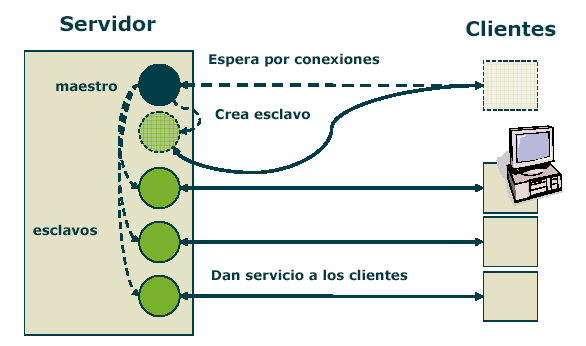 Servidor
Clientes
Espera por conexiones
maestro
Crea esclavo
esclavos
Dan servicio a los clientes